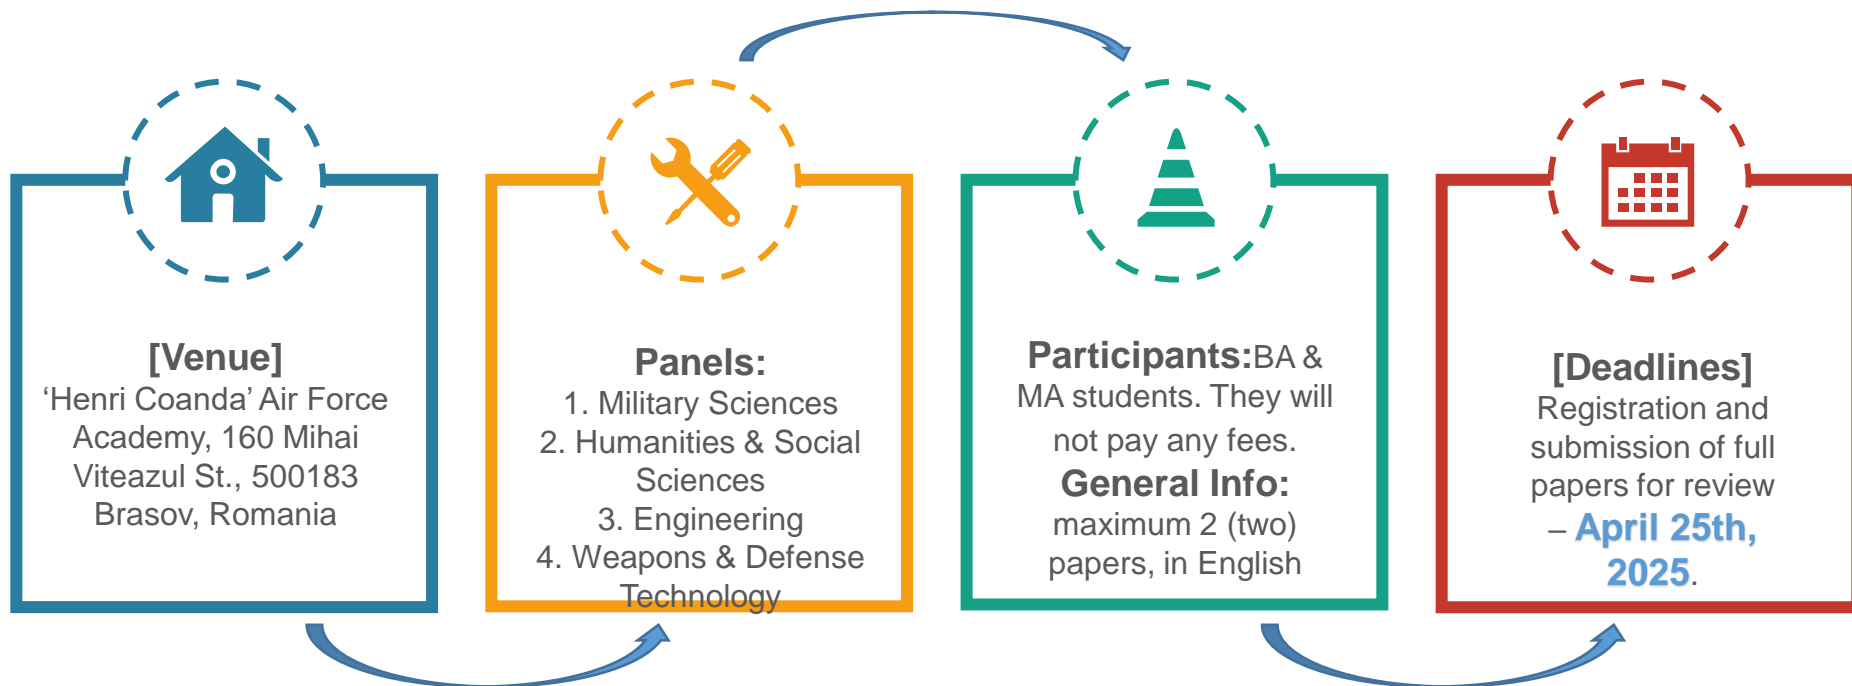 [Venue]
‘Henri Coanda’ Air Force
Academy, 160 Mihai
Viteazul St., 500183
Brasov, Romania
Panels:
1. Military Sciences
2. Humanities & Social
Sciences
3. Engineering
4. Weapons & Defense
Technology
Participants:BA &
MA students. They will
not pay any fees.
General Info:
maximum 2 (two)
papers, in English
[Deadlines]
Registration and
submission of full
papers for review
– April 25th,
2025.